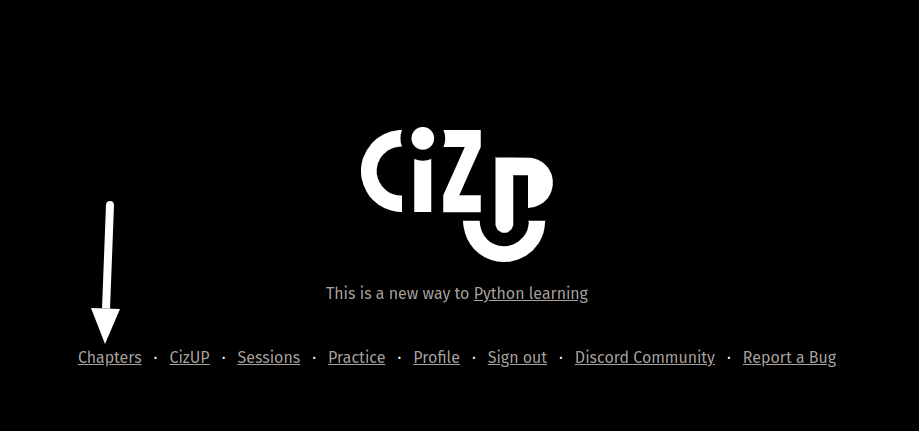 CiZUP
This is a new way to Python learning
Chapters · CizUP · Sessions · Practice · Profile · Sign out · Discord Community · Report a Bug